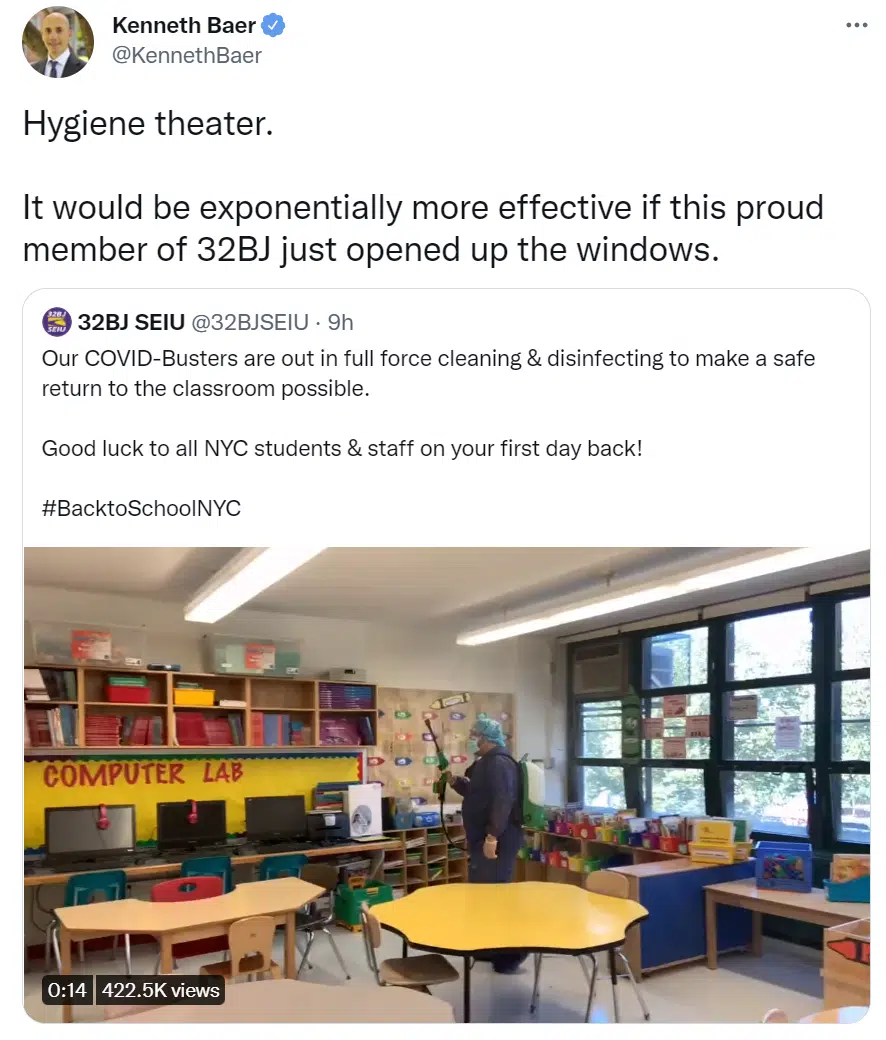 Kenneth Baer
@KennethBaer
Hygiene theater.
It would be exponentially more effective if this proud
member of 32BJ just opened up the windows.
32BJ
SEIU
32BJ SEIU @32BJSEIU · 9h
Our COVID-Busters are out in full force cleaning & disinfecting to make a safe
return to the classroom possible.
Good luck to all NYC students & staff on your first day back!
#BacktoSchoolNYC
COMPUTER LAB
0:14 422.5K views